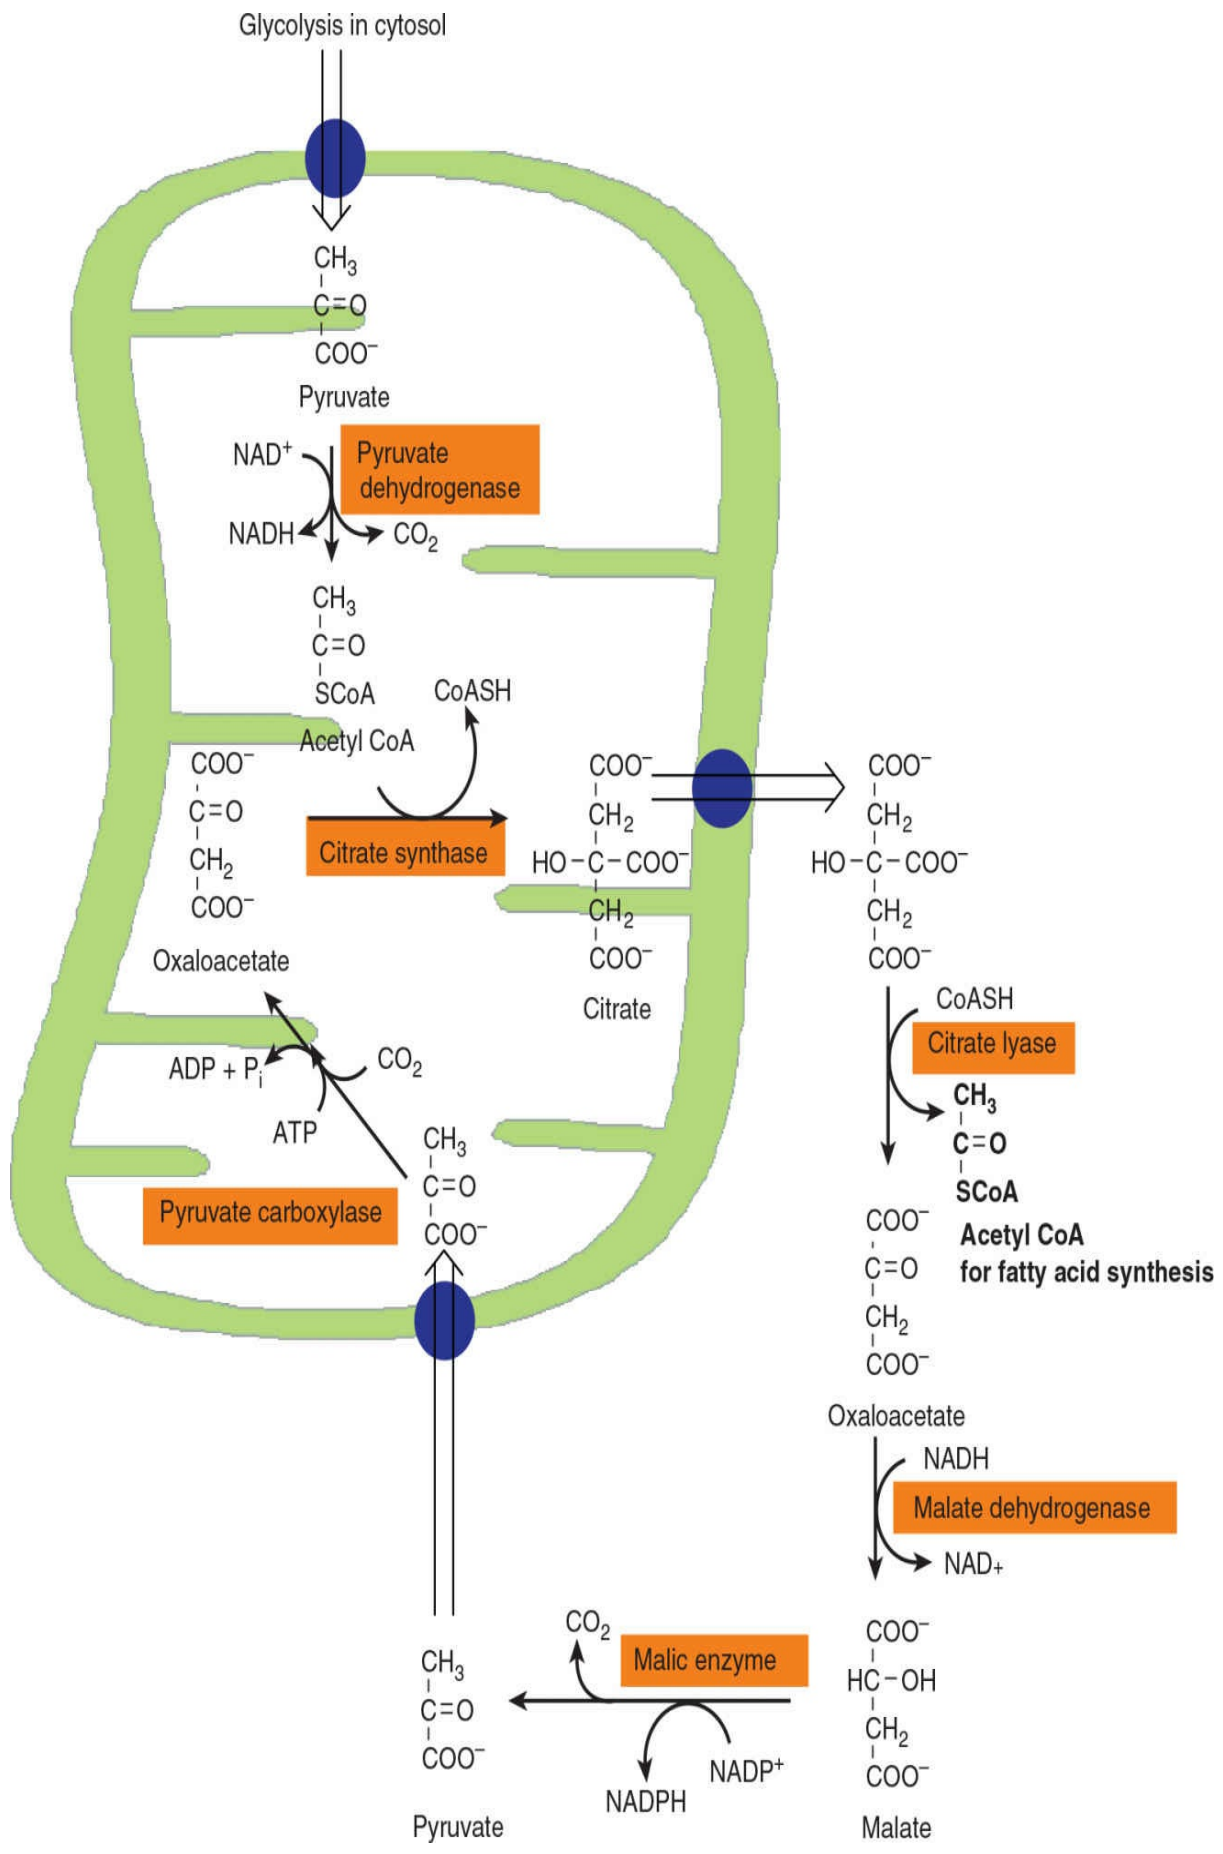 Glycolysis in cytosol
CH₃
C=O
COO⁻
Pyruvate
NAD⁺
Pyruvate
dehydrogenase
NADH
CO₂
CH₃
C=O
SCoA
Acetyl CoA
CoASH
COO⁻
C=O
CH₂
COO⁻
Oxaloacetate
Citrate synthase
COO⁻
CH₂
HO–C–COO⁻
CH₂
COO⁻
Citrate
COO⁻
CH₂
HO–C–COO⁻
CH₂
COO⁻
CoASH
Citrate lyase
CH₃
C=O
SCoA
Acetyl CoA
for fatty acid synthesis
ADP + Pᵢ
CO₂
ATP
Pyruvate carboxylase
CH₃
C=O
COO⁻
COO⁻
C=O
CH₂
COO⁻
Oxaloacetate
NADH
Malate dehydrogenase
NAD+
COO⁻
HC–OH
CH₂
COO⁻
Malate
CO₂
Malic enzyme
NADP⁺
NADPH
CH₃
C=O
COO⁻
Pyruvate